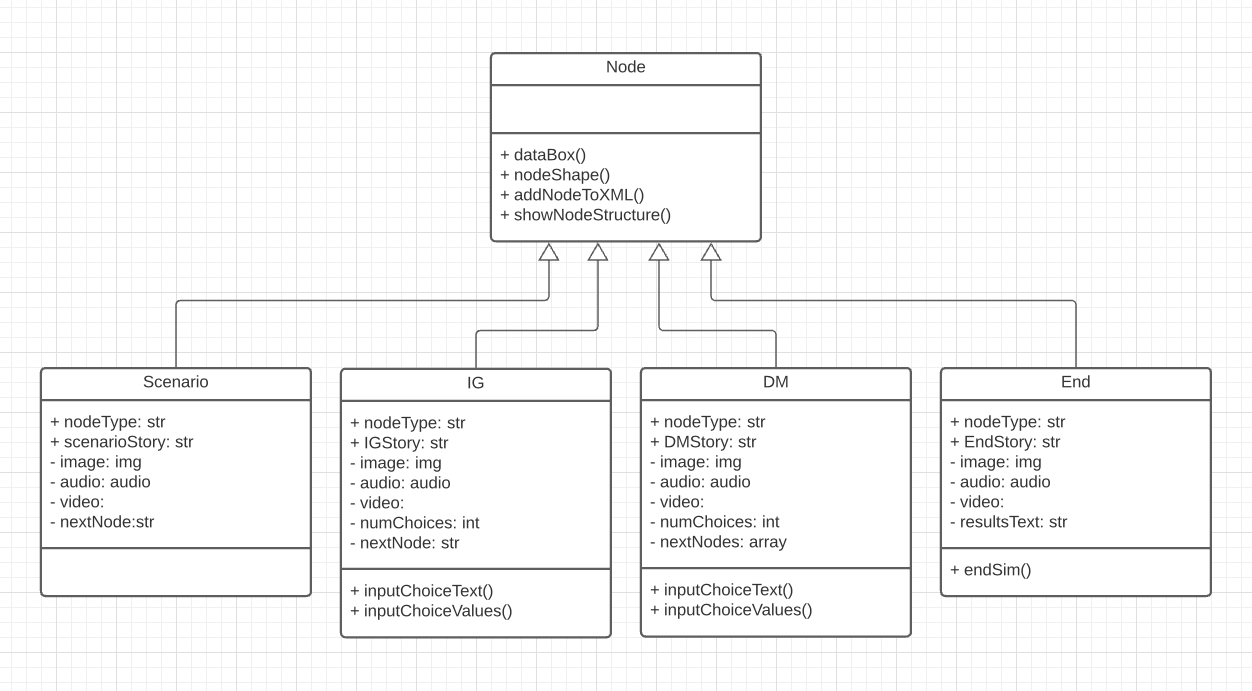 Node
+ dataBox()
+ nodeShape()
+ addNodeToXML()
+ showNodeStructure()
Scenario
+ nodeType: str
+ scenarioStory: str
- image: img
- audio: audio
- video:
- nextNode:str
IG
+ nodeType: str
+ IGStory: str
- image: img
- audio: audio
- video:
- numChoices: int
- nextNode: str
+ inputChoiceText()
+ inputChoiceValues()
DM
+ nodeType: str
+ DMStory: str
- image: img
- audio: audio
- video:
- numChoices: int
- nextNodes: array
+ inputChoiceText()
+ inputChoiceValues()
End
+ nodeType: str
+ EndStory: str
- image: img
- audio: audio
- video:
- resultsText: str
+ endSim()